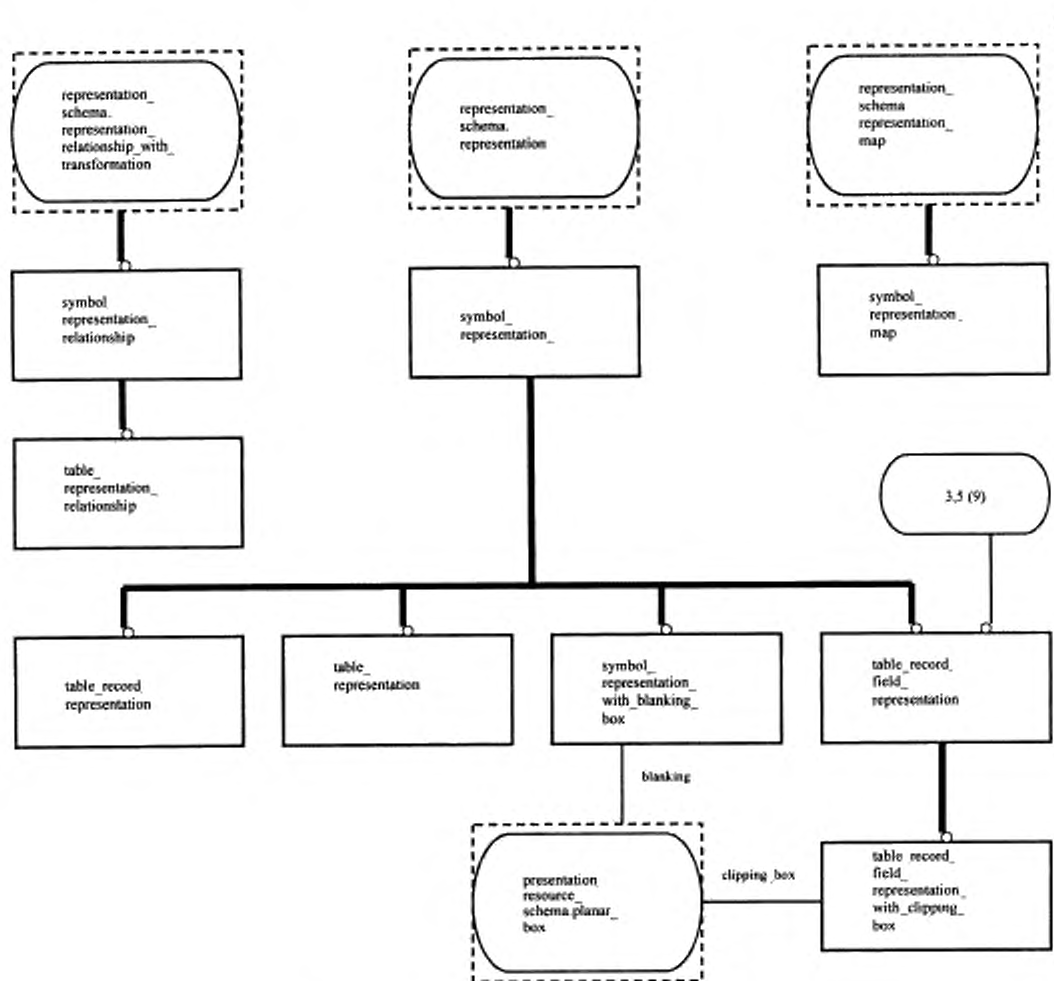 representation_
schema.
representation_
relationship_with_
transformation
representation_
schema.
representation
representation_
schema
representation_
map
symbol
representation_
relationship
symbol_
representation_
symbol_
representation_
map
table_
representation_
relationship
3,5 (9)
table_record
representation
table_
representation
symbol_
representation_
with_blanking_
box
table_record_
field_
representation
blanking
presentation
resource_
schema.planar_
box
clipping_box
table_record_
field_
representation_
with_clipping_
box